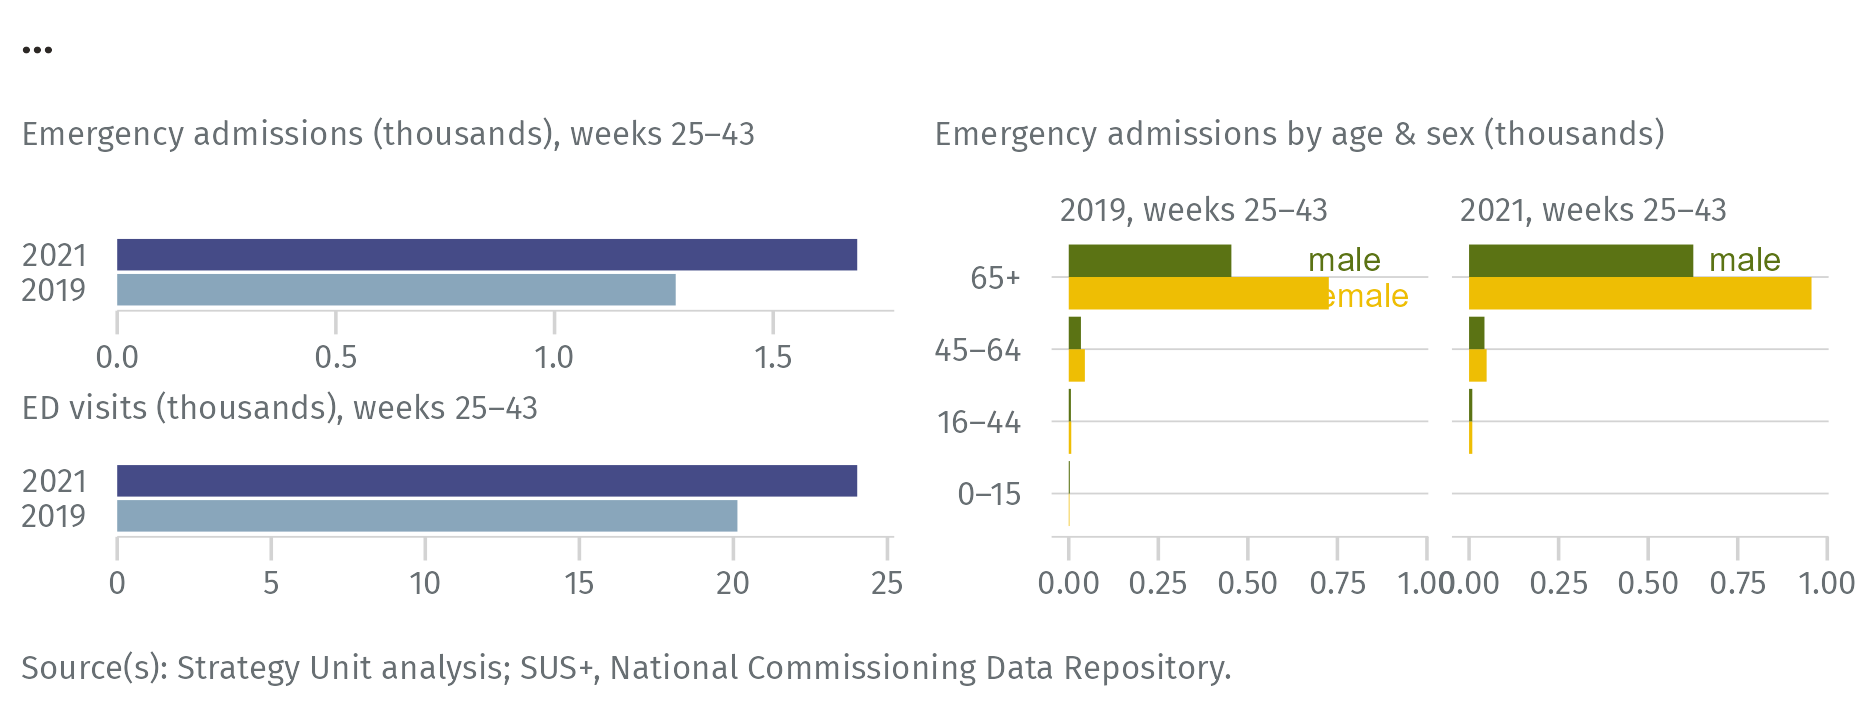 ...
Emergency admissions (thousands), weeks 25–43
2021
2019
0.0 0.5 1.0 1.5
ED visits (thousands), weeks 25–43
2021
2019
0 5 10 15 20 25
Emergency admissions by age & sex (thousands)
2019, weeks 25–43 2021, weeks 25–43
male male
65+
emale
45–64
16–44
0–15
0.00 0.25 0.50 0.75 1.00 0.00 0.25 0.50 0.75 1.00
Source(s): Strategy Unit analysis; SUS+, National Commissioning Data Repository.